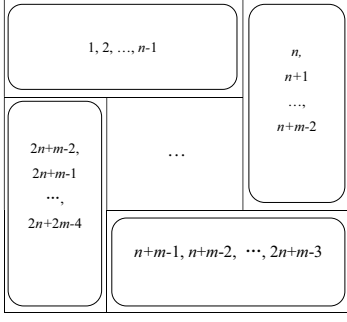 1, 2, …, n-1
n,
n+1
…,
n+m-2
2n+m-2,
2n+m-1
…,
2n+2m-4
…
n+m-1, n+m-2, …, 2n+m-3